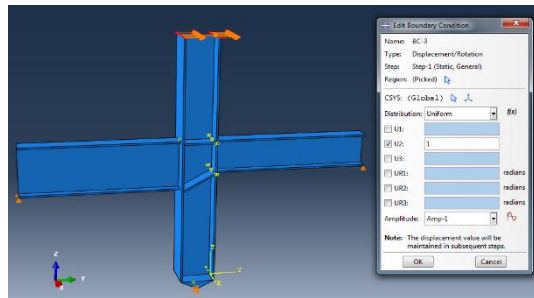 Edit Boundary Condition
Name: BC-3
Type: Displacement/Rotation
Step: Step-1 (Static, General)
Region: (Picked)
CSYS: (Global)
Distribution: Uniform f(x)
U1:
U2: 1
U3:
UR1: radians
UR2: radians
UR3: radians
Amplitude: Amp-1
Note: The displacement value will be
maintained in subsequent steps.
OK Cancel
Z
Y
X